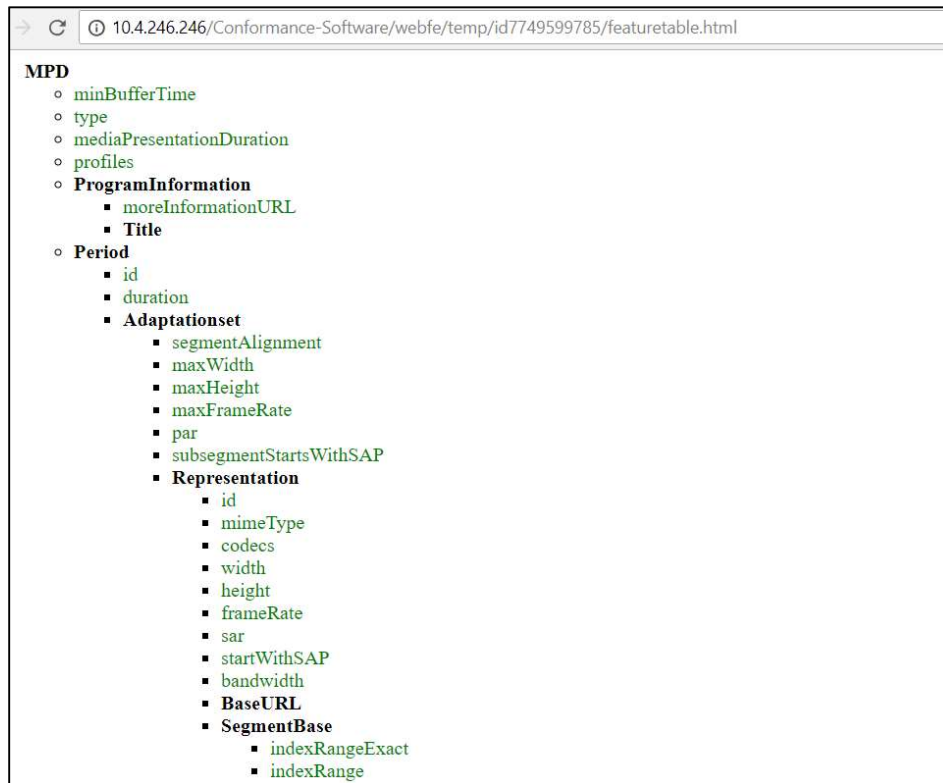 10.4.246.246/Conformance-Software/webfe/temp/id7749599785/featuretable.html
MPD
minBufferTime
type
mediaPresentationDuration
profiles
ProgramInformation
moreInformationURL
Title
Period
id
duration
Adaptationset
segmentAlignment
maxWidth
maxHeight
maxFrameRate
par
subsegmentStartsWithSAP
Representation
id
mimeType
codecs
width
height
frameRate
sar
startWithSAP
bandwidth
BaseURL
SegmentBase
indexRangeExact
indexRange